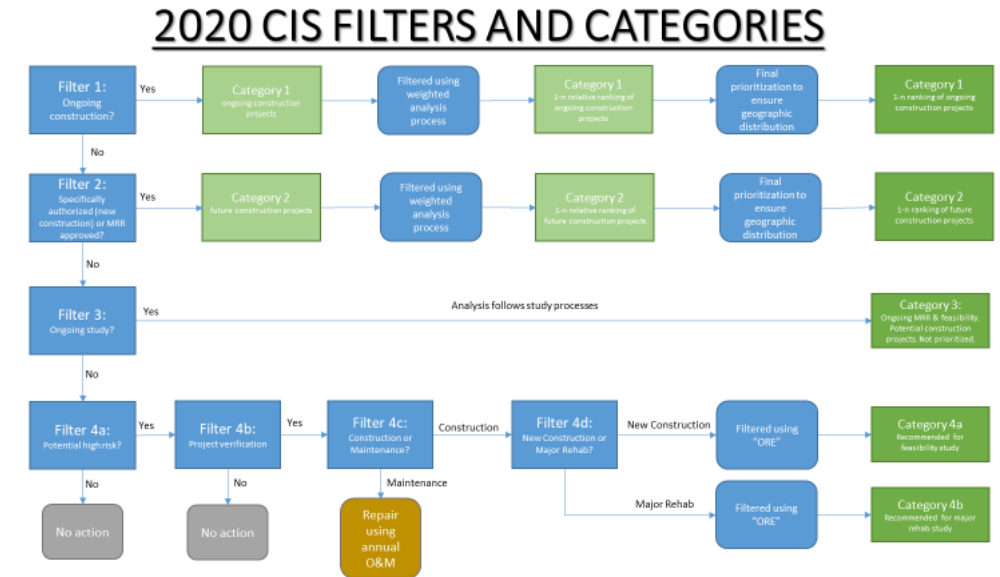 2020 CIS FILTERS AND CATEGORIES
Filter 1:
Ongoing
construction?
Yes
Category 1
ongoing construction
projects
Filtered using
weighted
analysis
process
Category 1
1-n relative ranking of
ongoing construction
projects
Final
prioritization to
ensure
geographic
distribution
Category 1
1-n ranking of ongoing
construction projects
No
Filter 2:
Specifically
authorized (new
construction) or MRR
approved?
Yes
Category 2
future construction projects
Filtered using
weighted
analysis
process
Category 2
1-n relative ranking of
future construction projects
Final
prioritization to
ensure
geographic
distribution
Category 2
1-n ranking of future
construction projects
No
Filter 3:
Ongoing study?
Yes
Analysis follows study processes
Category 3:
Ongoing MRR & feasibility.
Potential construction
projects. Not prioritized.
No
Filter 4a:
Potential high risk?
Yes
Filter 4b:
Project verification
Yes
Filter 4c:
Construction or
Maintenance?
Construction
Filter 4d:
New Construction or
Major Rehab?
New Construction
Filtered using
"ORE"
Category 4a
Recommended for
feasibility study
No
No action
No
No action
Maintenance
Repair
using
annual
O&M
Major Rehab
Filtered using
"ORE"
Category 4b
Recommended for major
rehab study